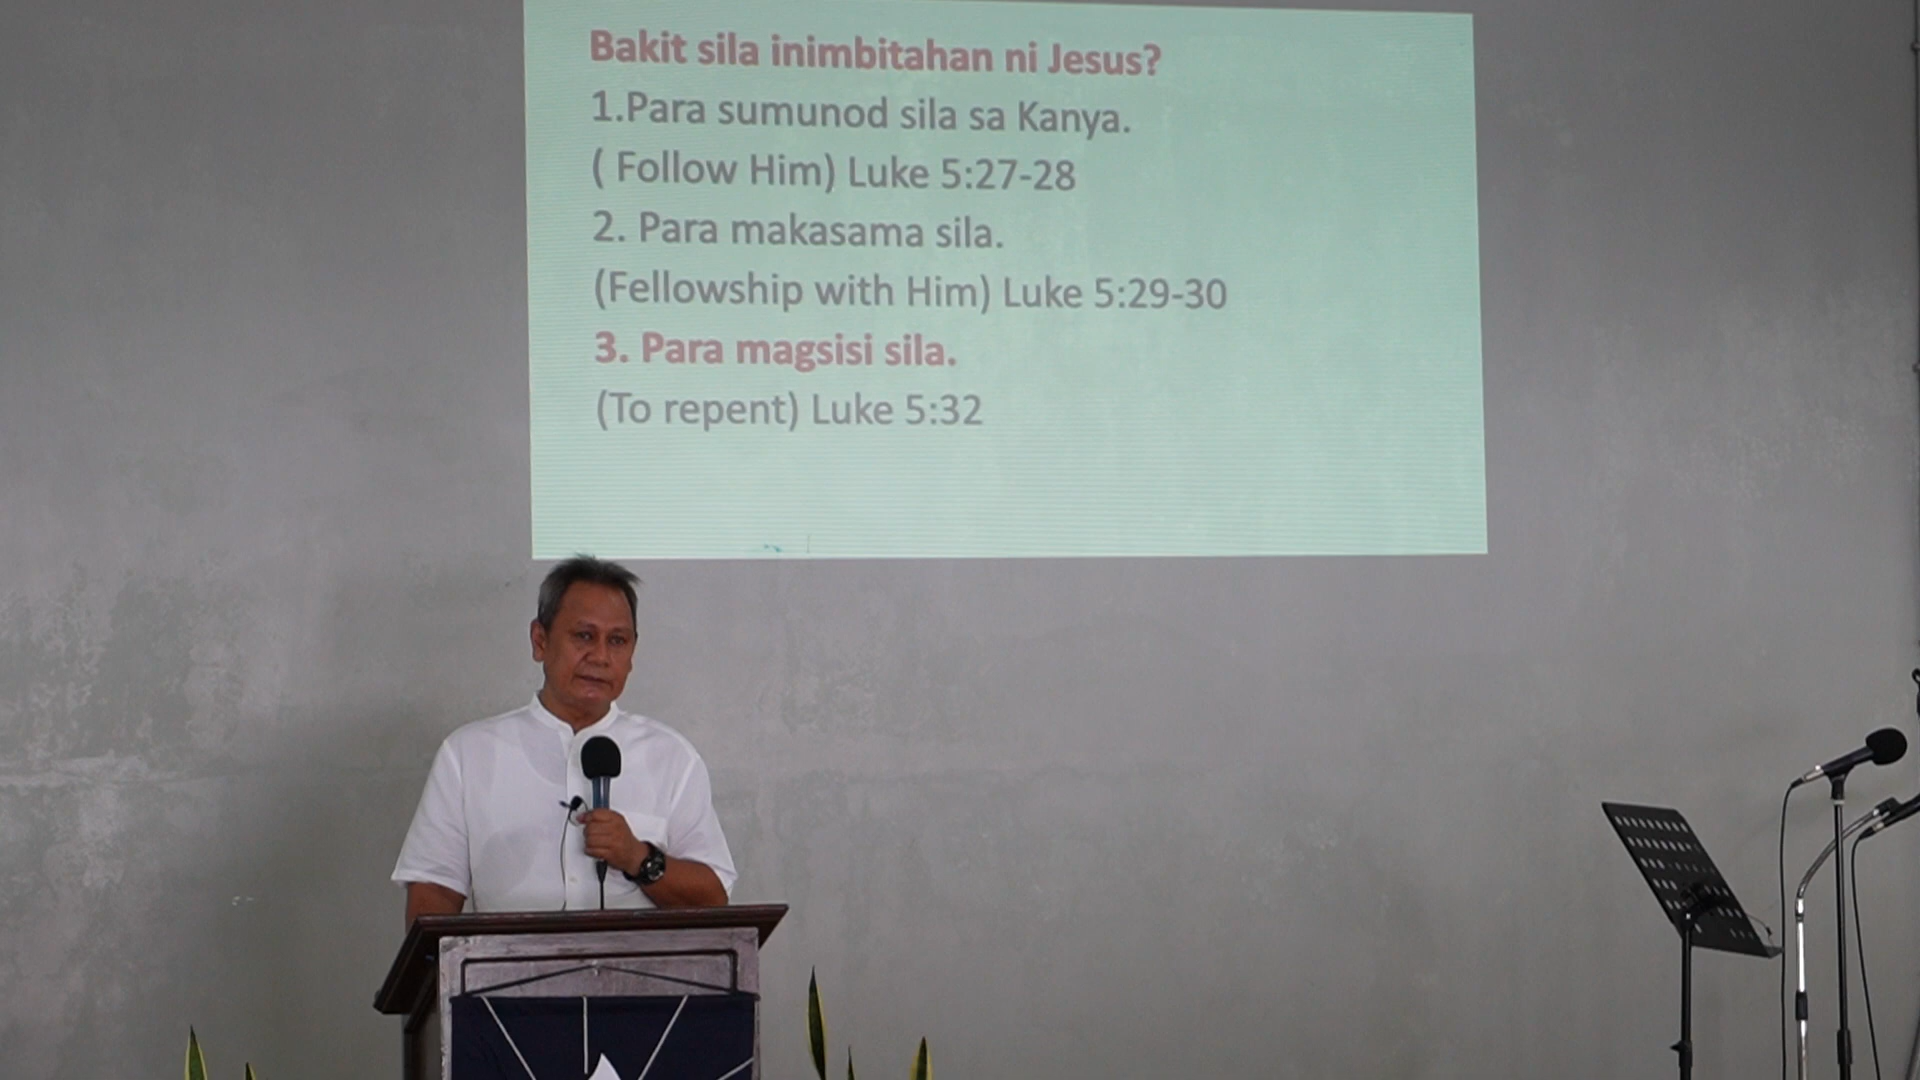 Bakit sila inimbitahan ni Jesus?
1.Para sumunod sila sa Kanya.
( Follow Him) Luke 5:27-28
2. Para makasama sila.
(Fellowship with Him) Luke 5:29-30
3. Para magsisi sila.
(To repent) Luke 5:32